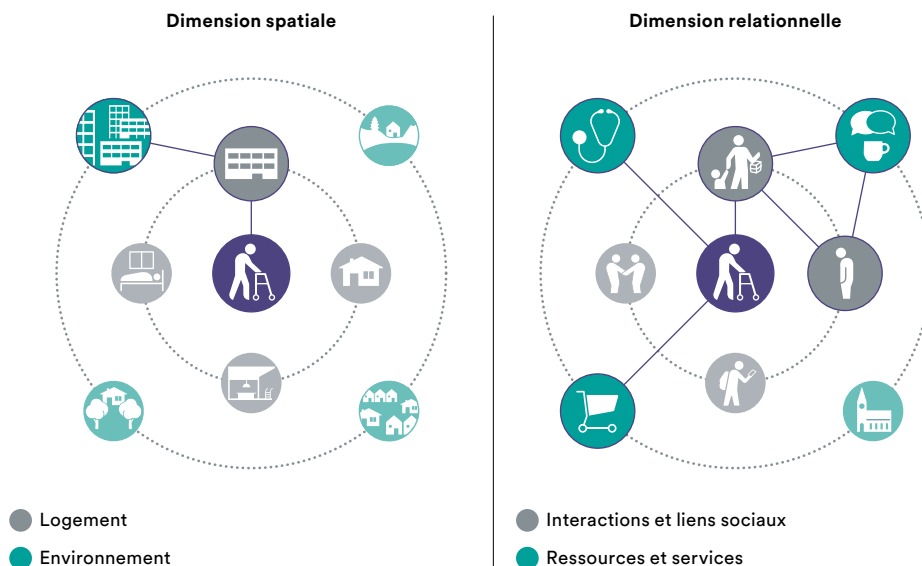 Dimension spatiale
Dimension relationnelle
Logement
Environnement
Interactions et liens sociaux
Ressources et services